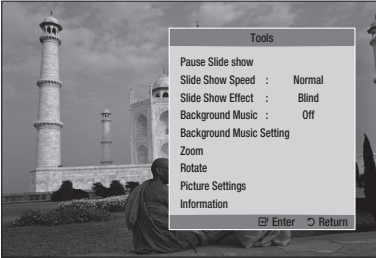 Tools
Pause Slide show
Slide Show Speed : Normal
Slide Show Effect : Blind
Background Music : Off
Background Music Setting
Zoom
Rotate
Picture Settings
Information
Enter Return